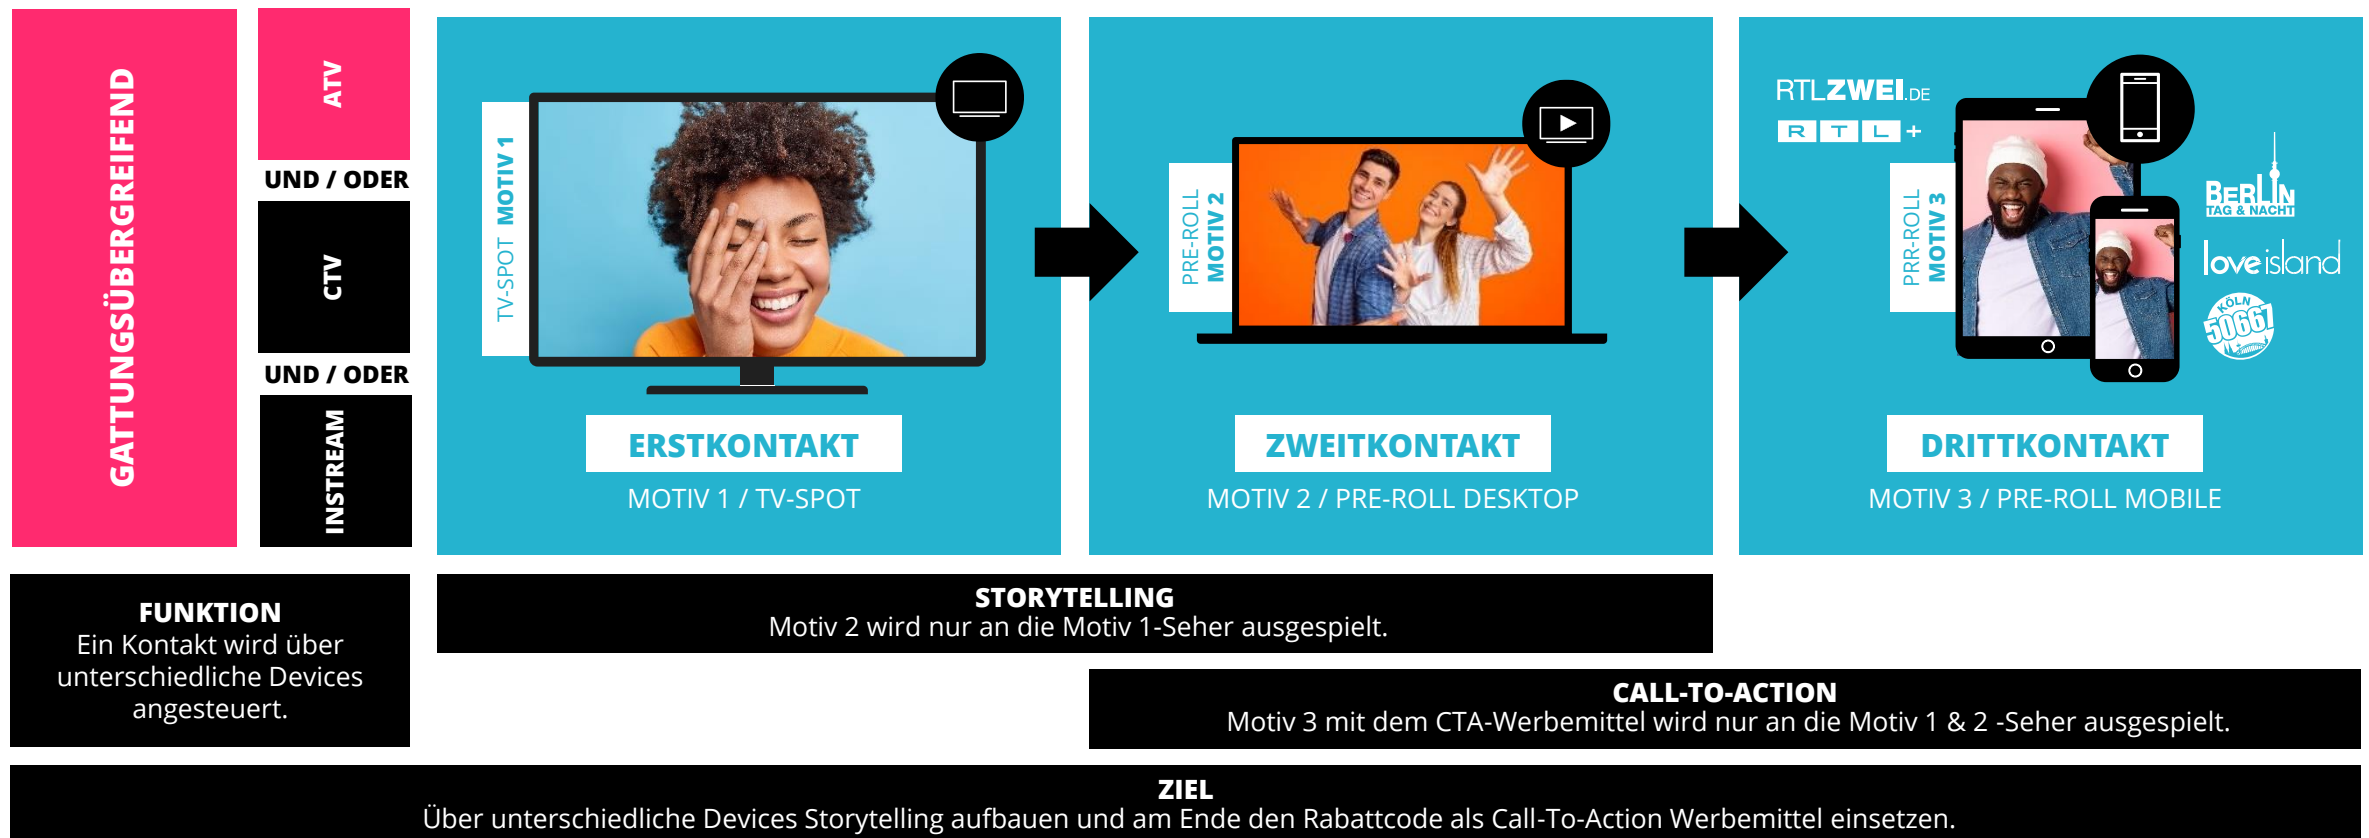 GATTUNGSÜBERGREIFEND
ATV
UND / ODER
CTV
UND / ODER
INSTREAM
TV-SPOT MOTIV 1
ERSTKONTAKT
MOTIV 1 / TV-SPOT
PRE-ROLL
MOTIV 2
ZWEITKONTAKT
MOTIV 2 / PRE-ROLL DESKTOP
RTLZWEI.DE
RTL+
PRR-ROLL
MOTIV 3
BERLIN
TAG & NACHT
loveisland
KÖLN
50667
DRITTKONTAKT
MOTIV 3 / PRE-ROLL MOBILE
FUNKTION
Ein Kontakt wird über
unterschiedliche Devices
angesteuert.
STORYTELLING
Motiv 2 wird nur an die Motiv 1-Seher ausgespielt.
CALL-TO-ACTION
Motiv 3 mit dem CTA-Werbemittel wird nur an die Motiv 1 & 2 -Seher ausgespielt.
ZIEL
Über unterschiedliche Devices Storytelling aufbauen und am Ende den Rabattcode als Call-To-Action Werbemittel einsetzen.